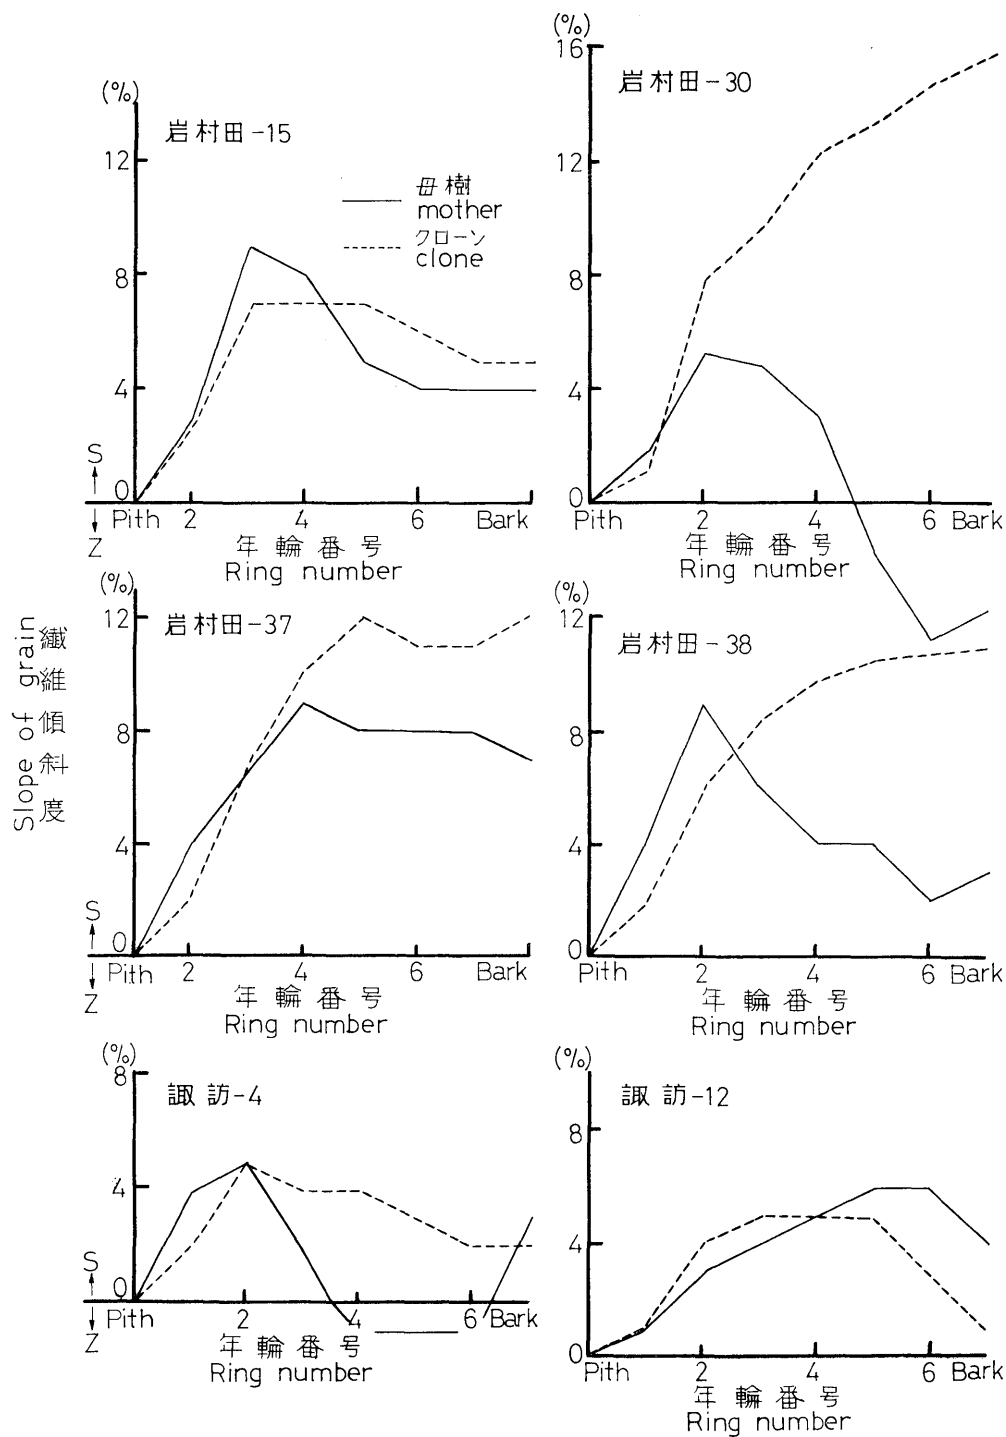 (%)
岩村田-15
12
8
4
0
母樹
mother
クローン
clone
S
Z
Pith 2 4 6 Bark
年輪番号
Ring number
(%)
16
岩村田-30
12
8
4
0
Pith 2 4 6 Bark
年輪番号
Ring number
繊維傾斜度
Slope of grain
(%)
12
岩村田-37
8
4
0
S
Z
Pith 2 4 6 Bark
年輪番号
Ring number
(%)
12
岩村田-38
8
4
0
Pith 2 4 6 Bark
年輪番号
Ring number
(%)
8
諏訪-4
4
0
S
Z
Pith 2 4 6 Bark
年輪番号
Ring number
(%)
諏訪-12
8
4
0
Pith 2 4 6 Bark
年輪番号
Ring number